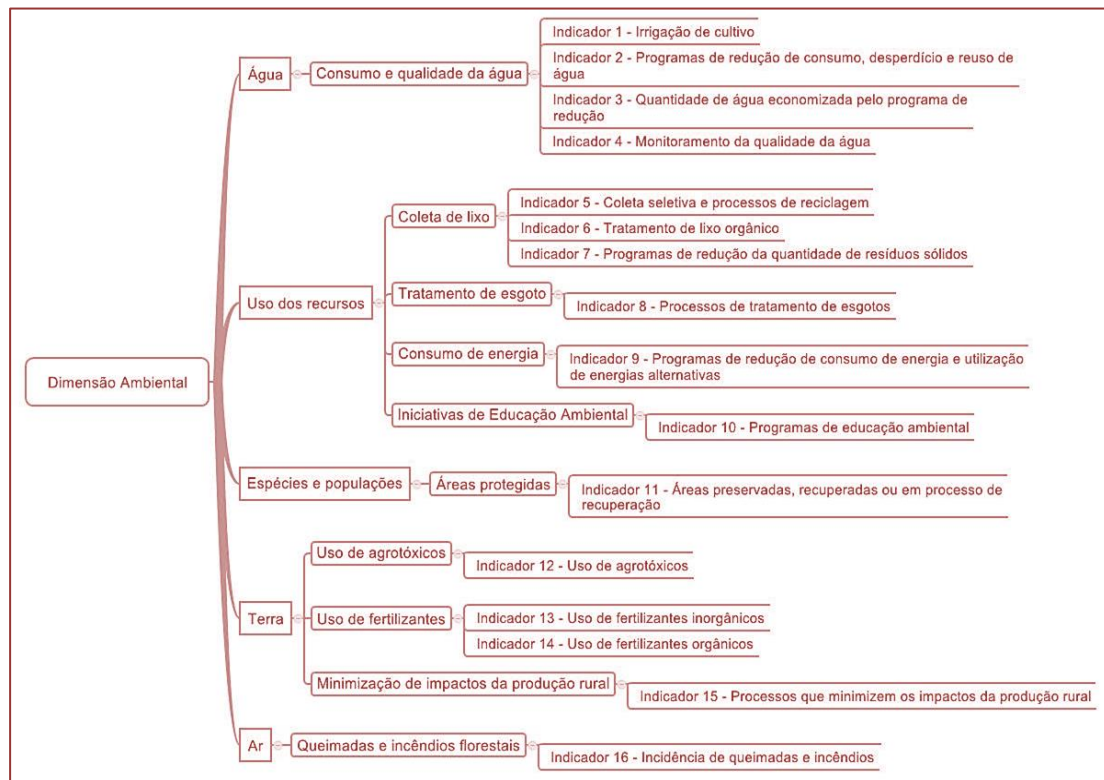 Dimensão Ambiental
Água
Consumo e qualidade da água
Indicador 1 - Irrigação de cultivo
Indicador 2 - Programas de redução de consumo, desperdício e reuso de
água
Indicador 3 - Quantidade de água economizada pelo programa de
redução
Indicador 4 - Monitoramento da qualidade da água
Uso dos recursos
Coleta de lixo
Indicador 5 - Coleta seletiva e processos de reciclagem
Indicador 6 - Tratamento de lixo orgânico
Indicador 7 - Programas de redução da quantidade de resíduos sólidos
Tratamento de esgoto
Indicador 8 - Processos de tratamento de esgotos
Consumo de energia
Indicador 9 - Programas de redução de consumo de energia e utilização
de energias alternativas
Iniciativas de Educação Ambiental
Indicador 10 - Programas de educação ambiental
Espécies e populações
Áreas protegidas
Indicador 11 - Áreas preservadas, recuperadas ou em processo de
recuperação
Terra
Uso de agrotóxicos
Indicador 12 - Uso de agrotóxicos
Uso de fertilizantes
Indicador 13 - Uso de fertilizantes inorgânicos
Indicador 14 - Uso de fertilizantes orgânicos
Minimização de impactos da produção rural
Indicador 15 - Processos que minimizem os impactos da produção rural
Ar
Queimadas e incêndios florestais
Indicador 16 - Incidência de queimadas e incêndios